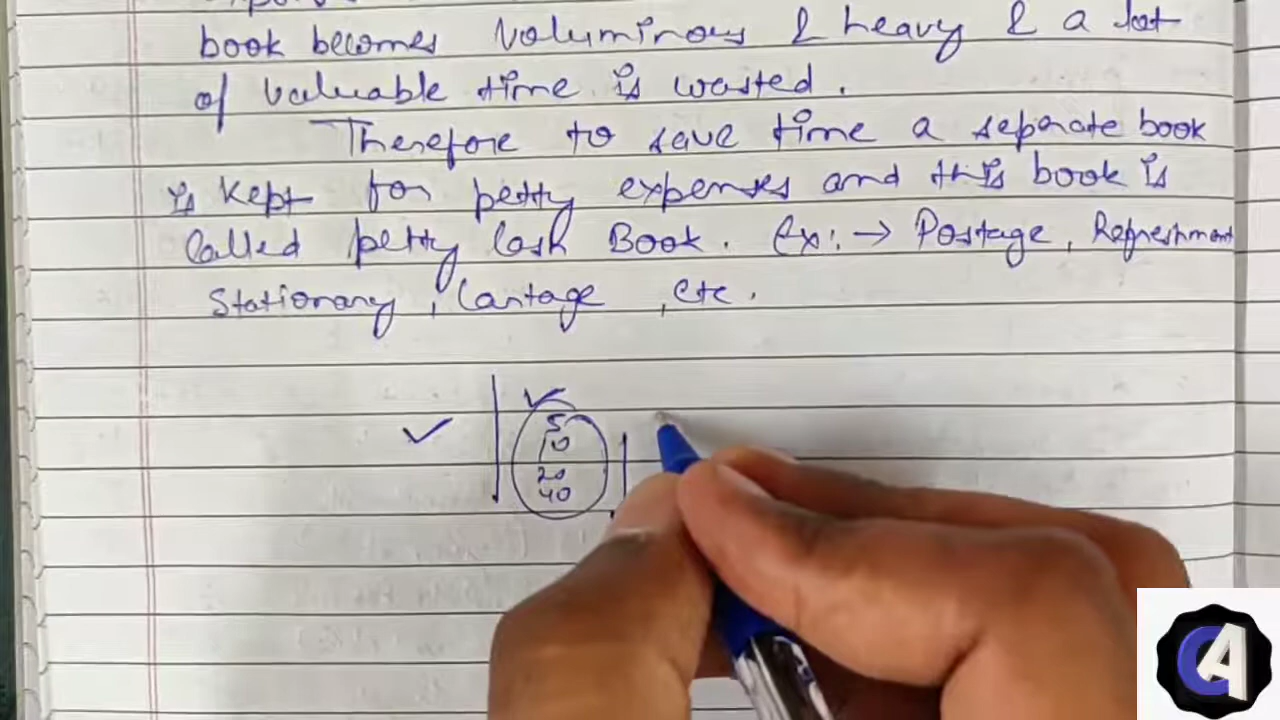 book becomes voluminous & heavy & a lot
of valuable time is wasted.
Therefore to save time a seperate book
is kept for petty expenses and this book is
called petty Cash Book. Ex:→ Postage, Refreshment
Stationary, Cartage, etc.
5
10
20
40
CA